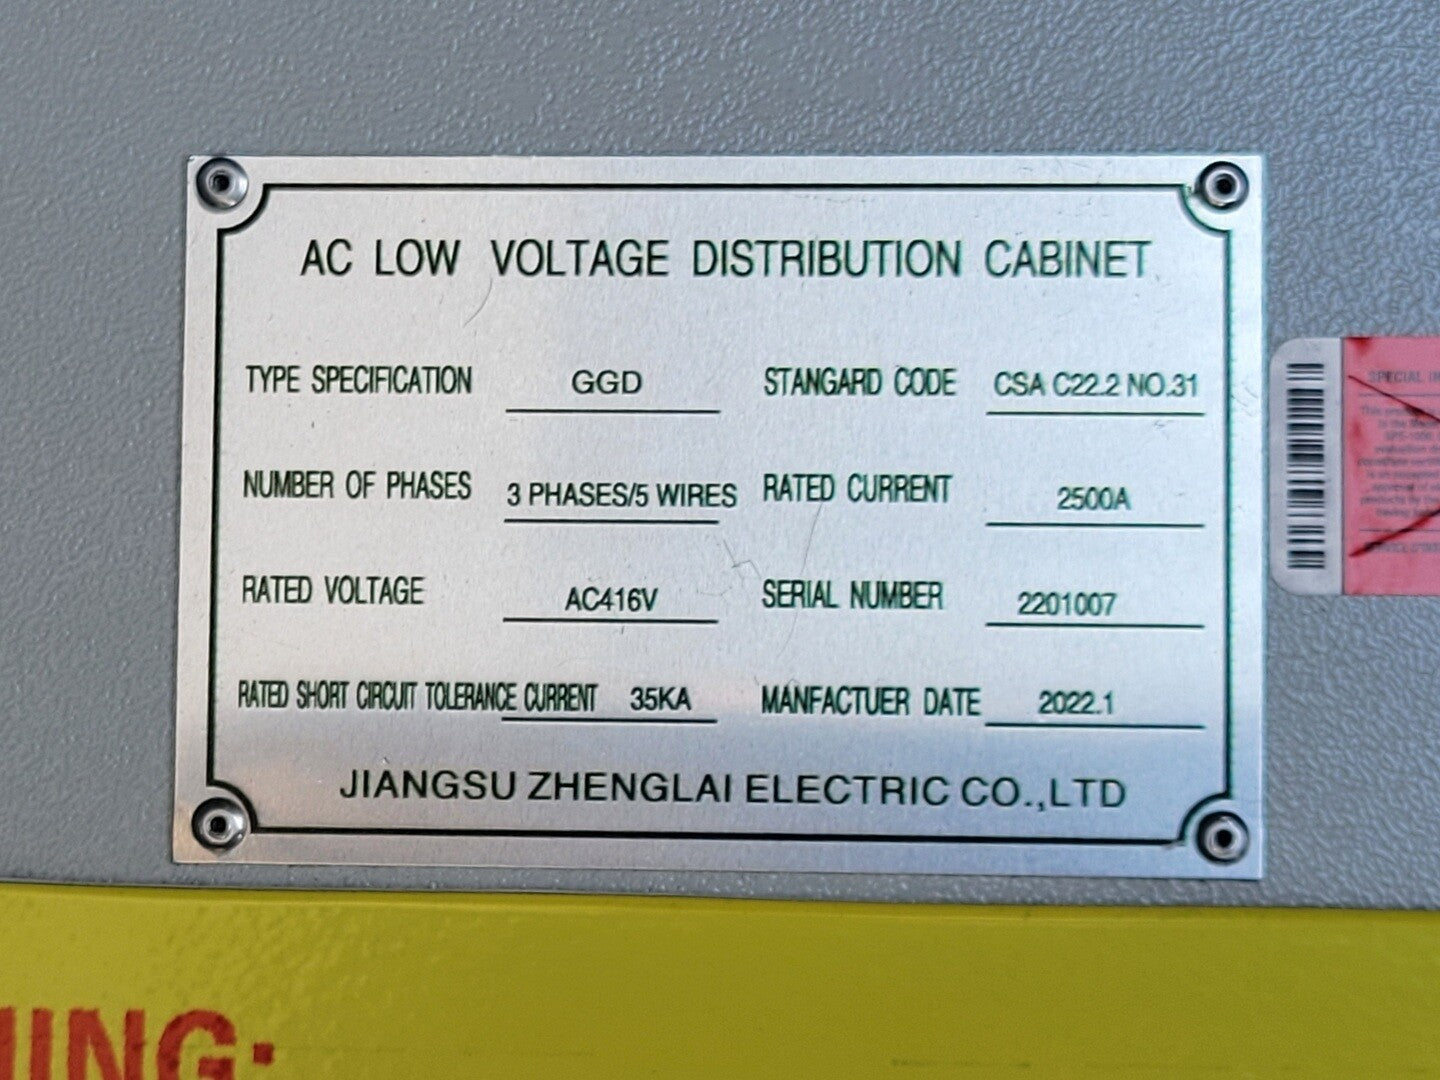 AC LOW VOLTAGE DISTRIBUTION CABINET
TYPE SPECIFICATION GGD STANGARD CODE CSA C22.2 NO.31
NUMBER OF PHASES 3 PHASES/5 WIRES RATED CURRENT 2500A
RATED VOLTAGE AC416V SERIAL NUMBER 2201007
RATED SHORT CIRCUIT TOLERANCE CURRENT 35KA MANFACTUER DATE 2022.1
JIANGSU ZHENGLAI ELECTRIC CO.,LTD
SPECIAL
NING: